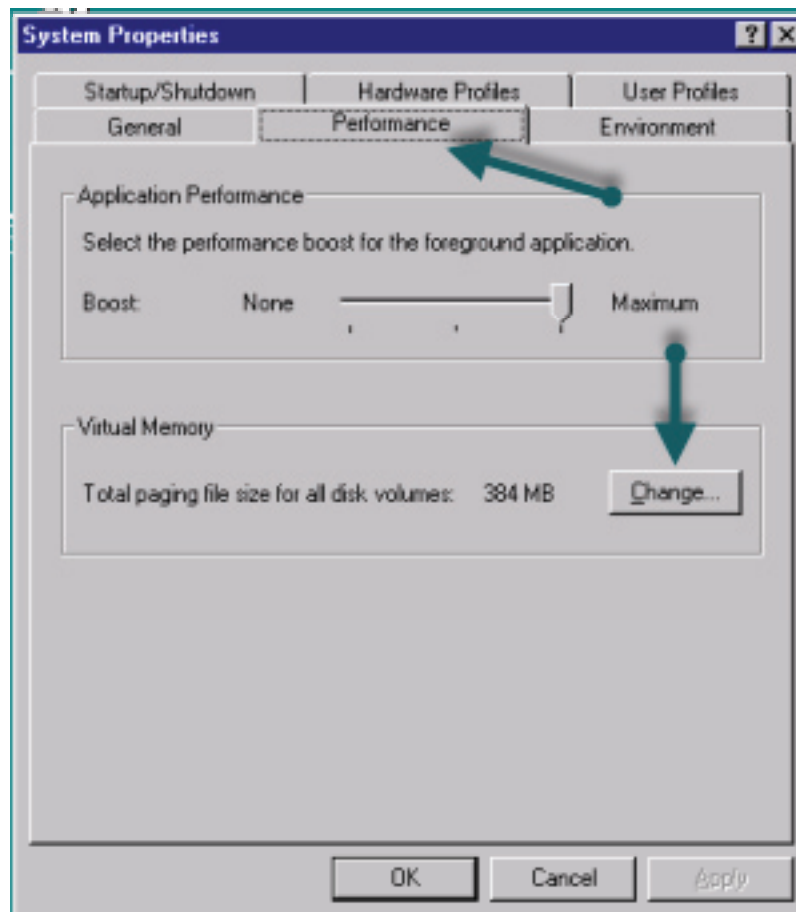 System Properties
Startup/Shutdown Hardware Profiles User Profiles
General Performance Environment
Application Performance
Select the performance boost for the foreground application.
Boost: None Maximum
Virtual Memory
Total paging file size for all disk volumes: 384 MB Change...
OK Cancel Apply